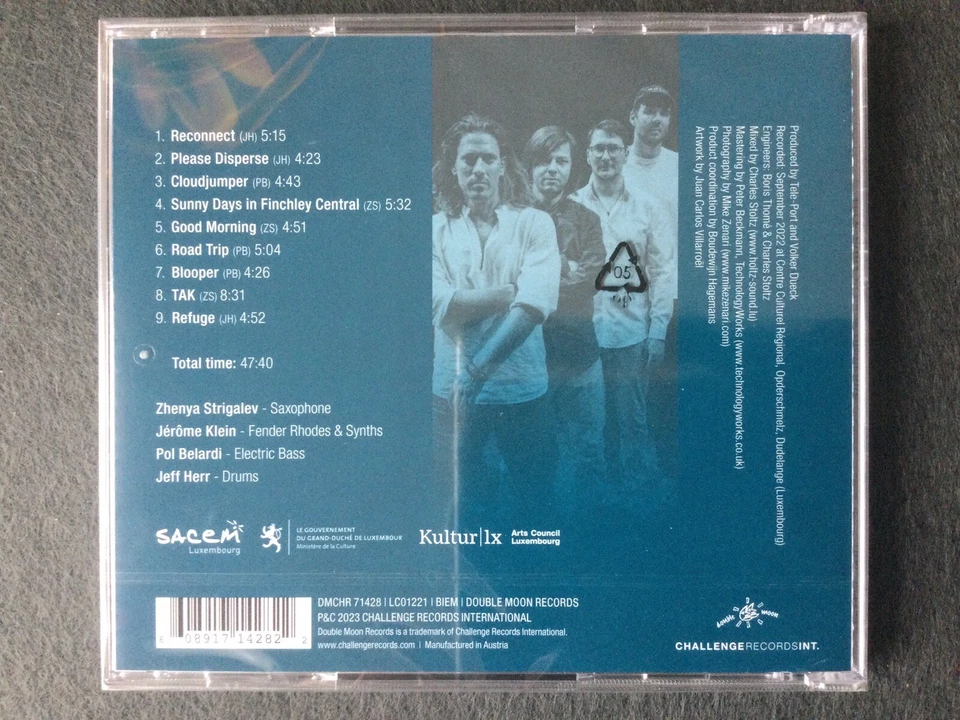 1. Reconnect (JH) 5:15
2. Please Disperse (JH) 4:23
3. Cloudjumper (PB) 4:43
4. Sunny Days in Finchley Central (ZS) 5:32
5. Good Morning (ZS) 4:51
6. Road Trip (PB) 5:04
7. Blooper (PB) 4:26
8. TAK (ZS) 8:31
9. Refuge (JH) 4:52
Total time: 47:40
Zhenya Strigalev - Saxophone
Jérôme Klein - Fender Rhodes & Synths
Pol Belardi - Electric Bass
Jeff Herr - Drums
05
Produced by Tele-Port and Volker Dueck
Recorded: September 2022 at Centre Culturel Régional, Opderschmelz, Dudelange (Luxembourg)
Engineers: Boris Thomé & Charles Stoltz
Mixed by Charles Stoltz (www.holtz-sound.lu)
Mastering by Peter Beckmann, TechnologyWorks (www.technologyworks.co.uk)
Photography by Mike Zenari (www.mikezenari.com)
Product coordination by Boudewijn Hagemans
Artwork by Juan Carlos Villarroël
sacem
Luxembourg
LE GOUVERNEMENT
DU GRAND-DUCHÉ DE LUXEMBOURG
Ministère de la Culture
Kultur|lx
Arts Council
Luxembourg
6 08917 14282 2
DMCHR 71428 | LC01221 | BIEM | DOUBLE MOON RECORDS
P&C 2023 CHALLENGE RECORDS INTERNATIONAL
Double Moon Records is a trademark of Challenge Records International.
www.challengerecords.com | Manufactured in Austria
double moon
CHALLENGERECORDSINT.